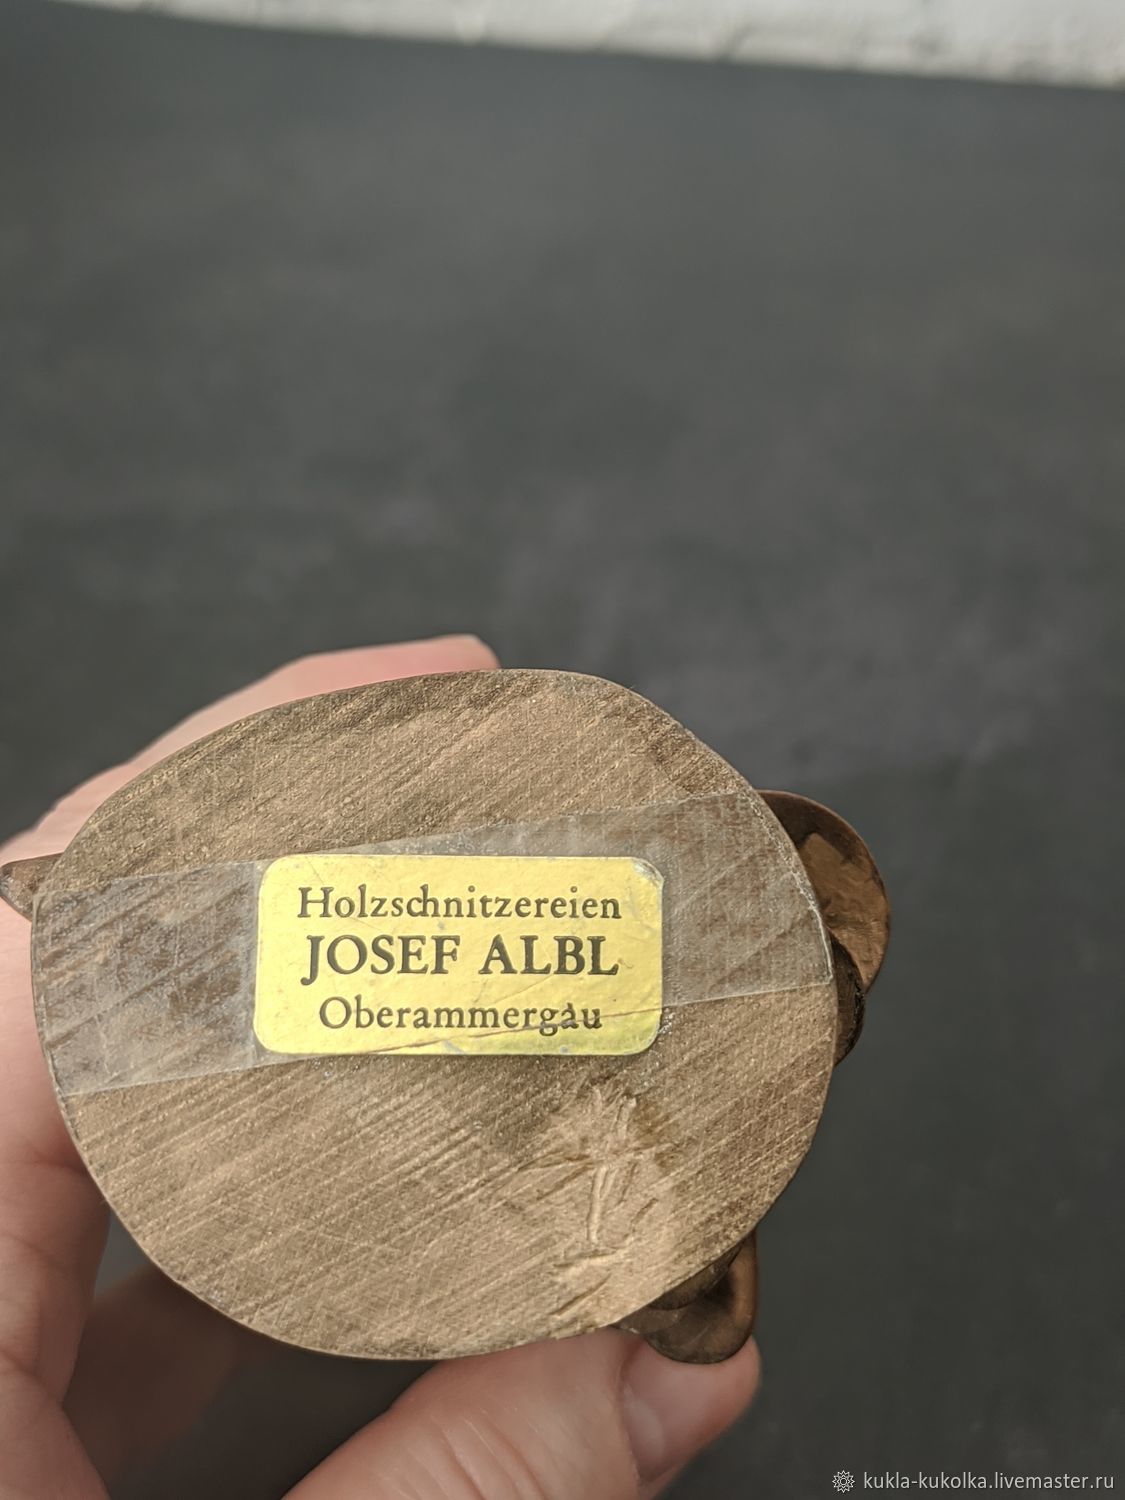 Holzschnitzereien
JOSEF ALBL
Oberammergau
kukla-kukolka.livemaster.ru